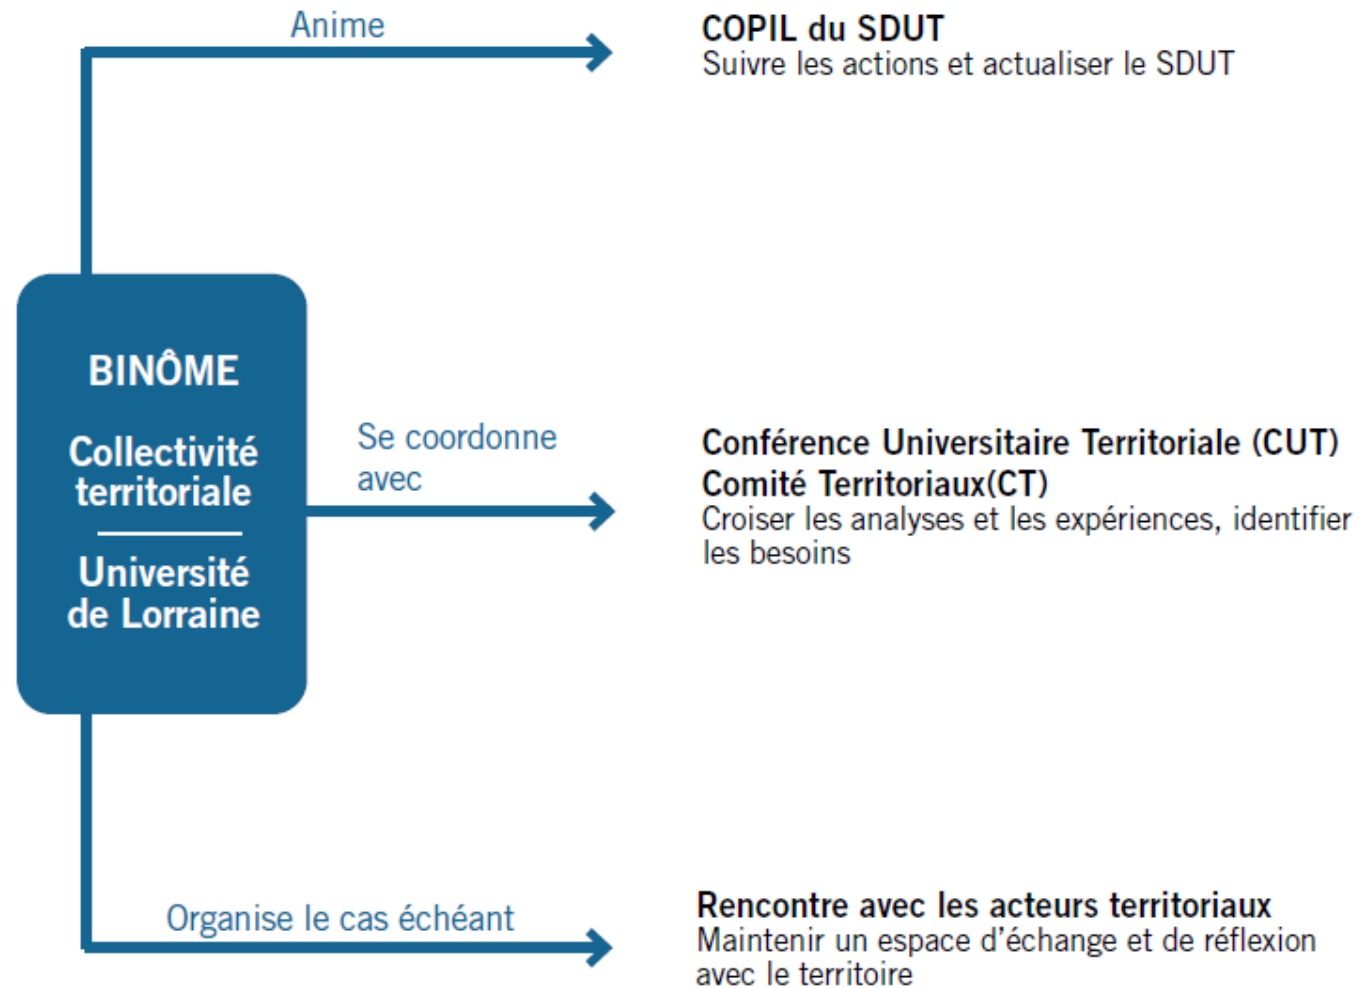 Anime
COPIL du SDUT
Suivre les actions et actualiser le SDUT
BINÔME
Collectivité
territoriale
Université
de Lorraine
Se coordonne
avec
Conférence Universitaire Territoriale (CUT)
Comité Territoriaux(CT)
Croiser les analyses et les expériences, identifier
les besoins
Organise le cas échéant
Rencontre avec les acteurs territoriaux
Maintenir un espace d'échange et de réflexion
avec le territoire